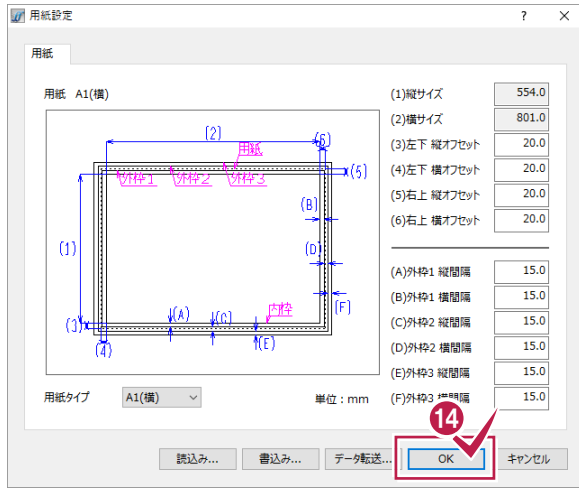 用紙設定
?
用紙
用紙 A1(横)
(2)
(6)
用紙
(5)
外枠1
外枠2
外枠3
(B)
(1)
(D)
(A)
(C)
内枠
(F)
(3)
(E)
(4)
用紙タイプ A1(横)
単位:mm
(1)縦サイズ 554.0
(2)横サイズ 801.0
(3)左下 縦オフセット 20.0
(4)左下 横オフセット 20.0
(5)右上 縦オフセット 20.0
(6)右上 横オフセット 20.0
(A)外枠1 縦間隔 15.0
(B)外枠1 横間隔 15.0
(C)外枠2 縦間隔 15.0
(D)外枠2 横間隔 15.0
(E)外枠3 縦間隔 15.0
(F)外枠3 横間隔 15.0
14
読込み... 書込み... データ転送... OK キャンセル